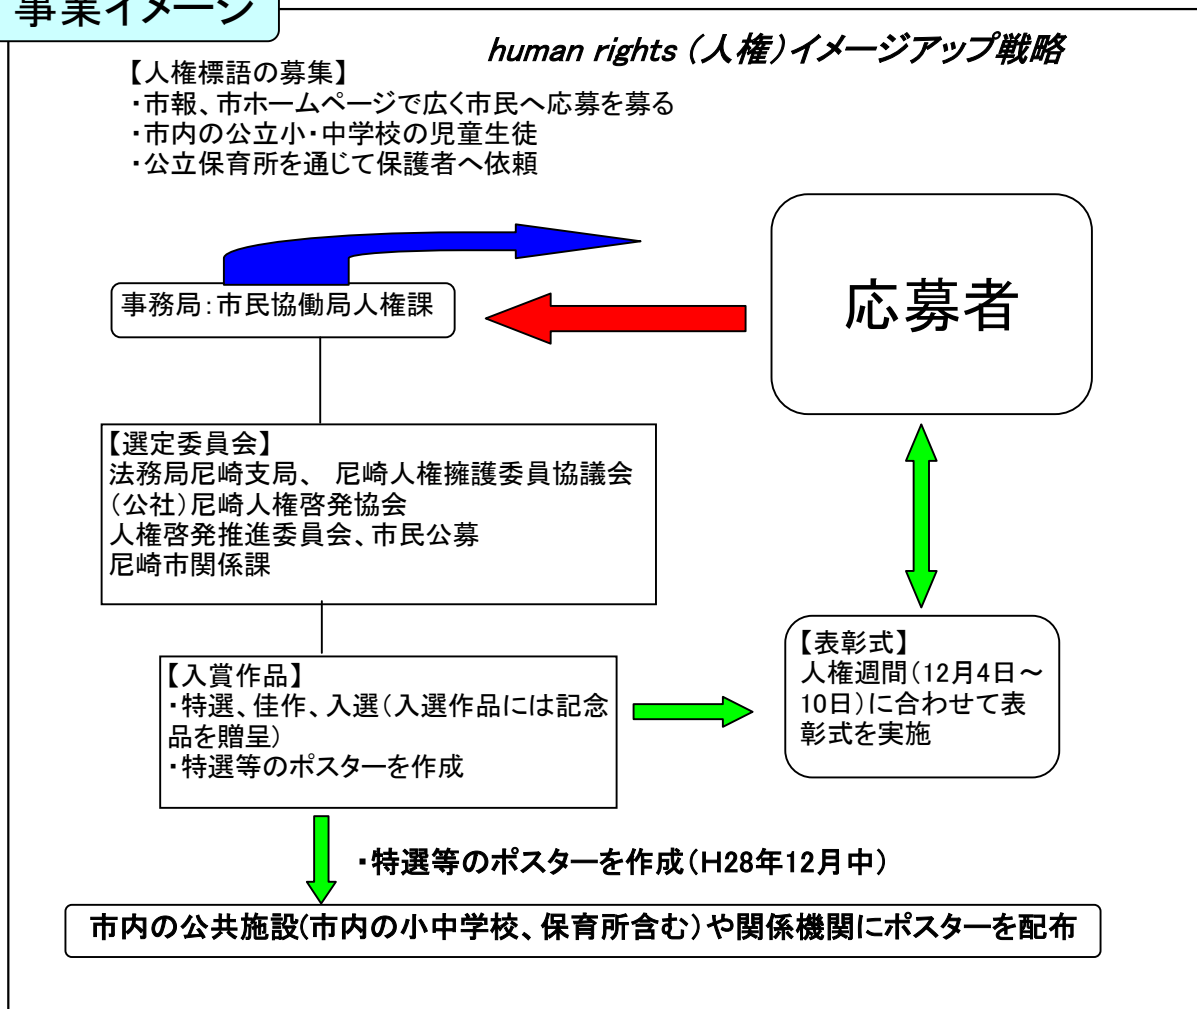 事業イメージ
human rights（人権）イメージアップ戦略
【人権標語の募集】
・市報、市ホームページで広く市民へ応募を募る
・市内の公立小・中学校の児童生徒
・公立保育所を通じて保護者へ依頼
応募者
事務局：市民協働局人権課
【選定委員会】
法務局尼崎支局、 尼崎人権擁護委員協議会
（公社）尼崎人権啓発協会
人権啓発推進委員会、市民公募
尼崎市関係課
【入賞作品】
・特選、佳作、入選（入選作品には記念
品を贈呈）
・特選等のポスターを作成
【表彰式】
人権週間（12月4日～
10日）に合わせて表
彰式を実施
・特選等のポスターを作成（H28年12月中）
市内の公共施設(市内の小中学校、保育所含む）や関係機関にポスターを配布